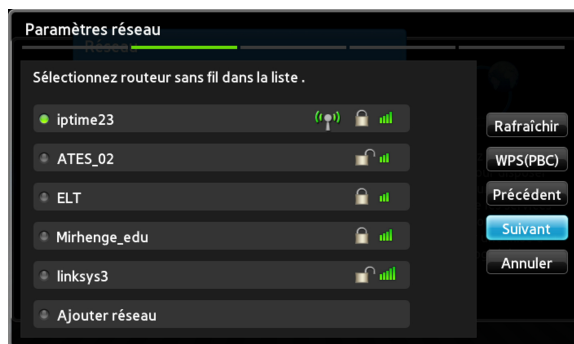 Paramètres réseau
Réseau
Sélectionnez routeur sans fil dans la liste .
iptime23
ATES_02
ELT
Mirhenge_edu
linksys3
Ajouter réseau
Rafraîchir
WPS(PBC)
Précédent
Suivant
Annuler